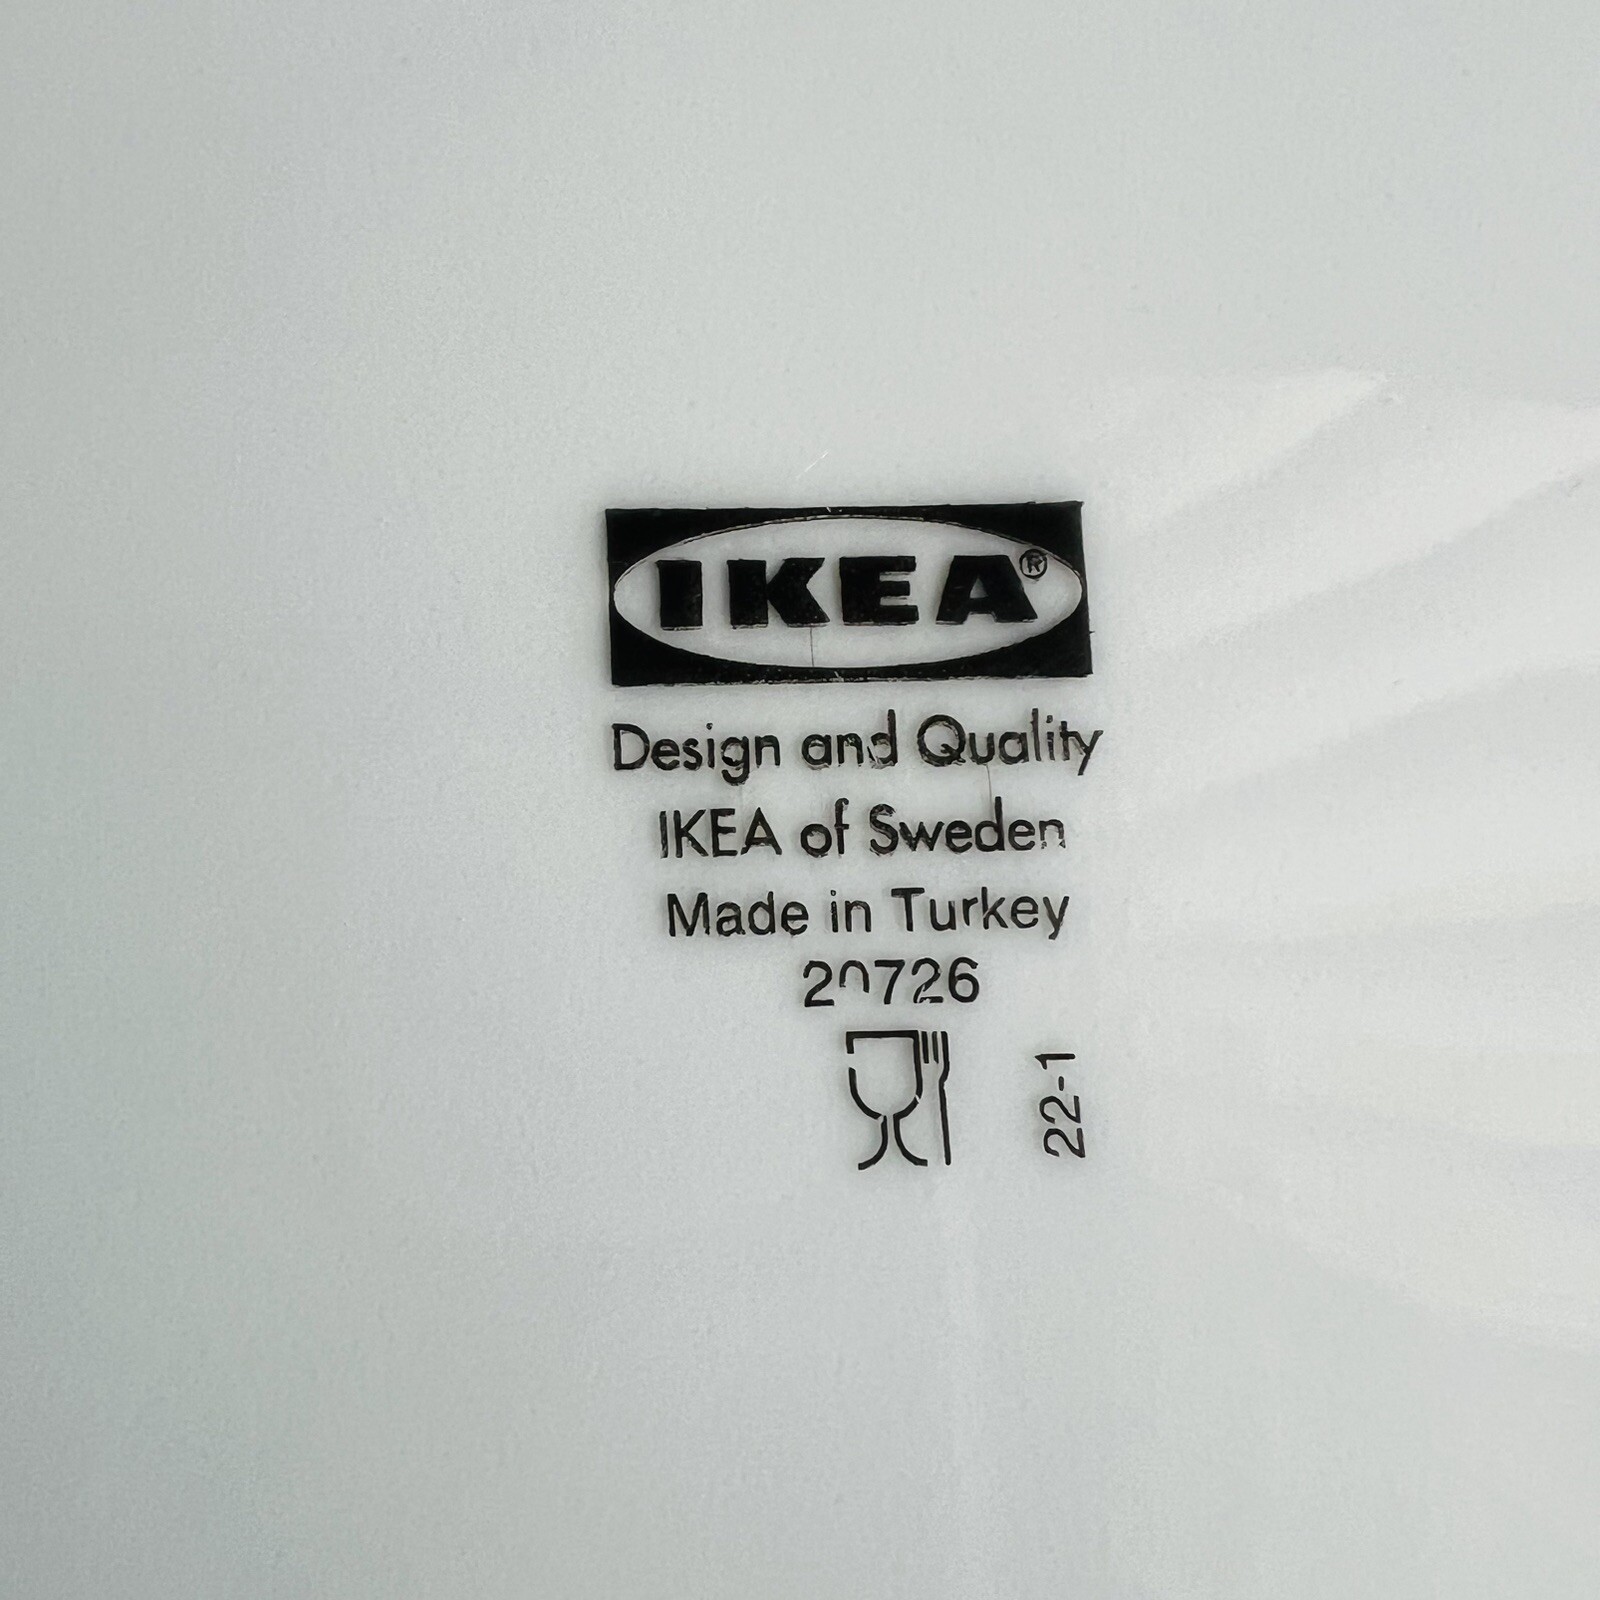 IKEA®
Design and Quality
IKEA of Sweden
Made in Turkey
20726
22-1